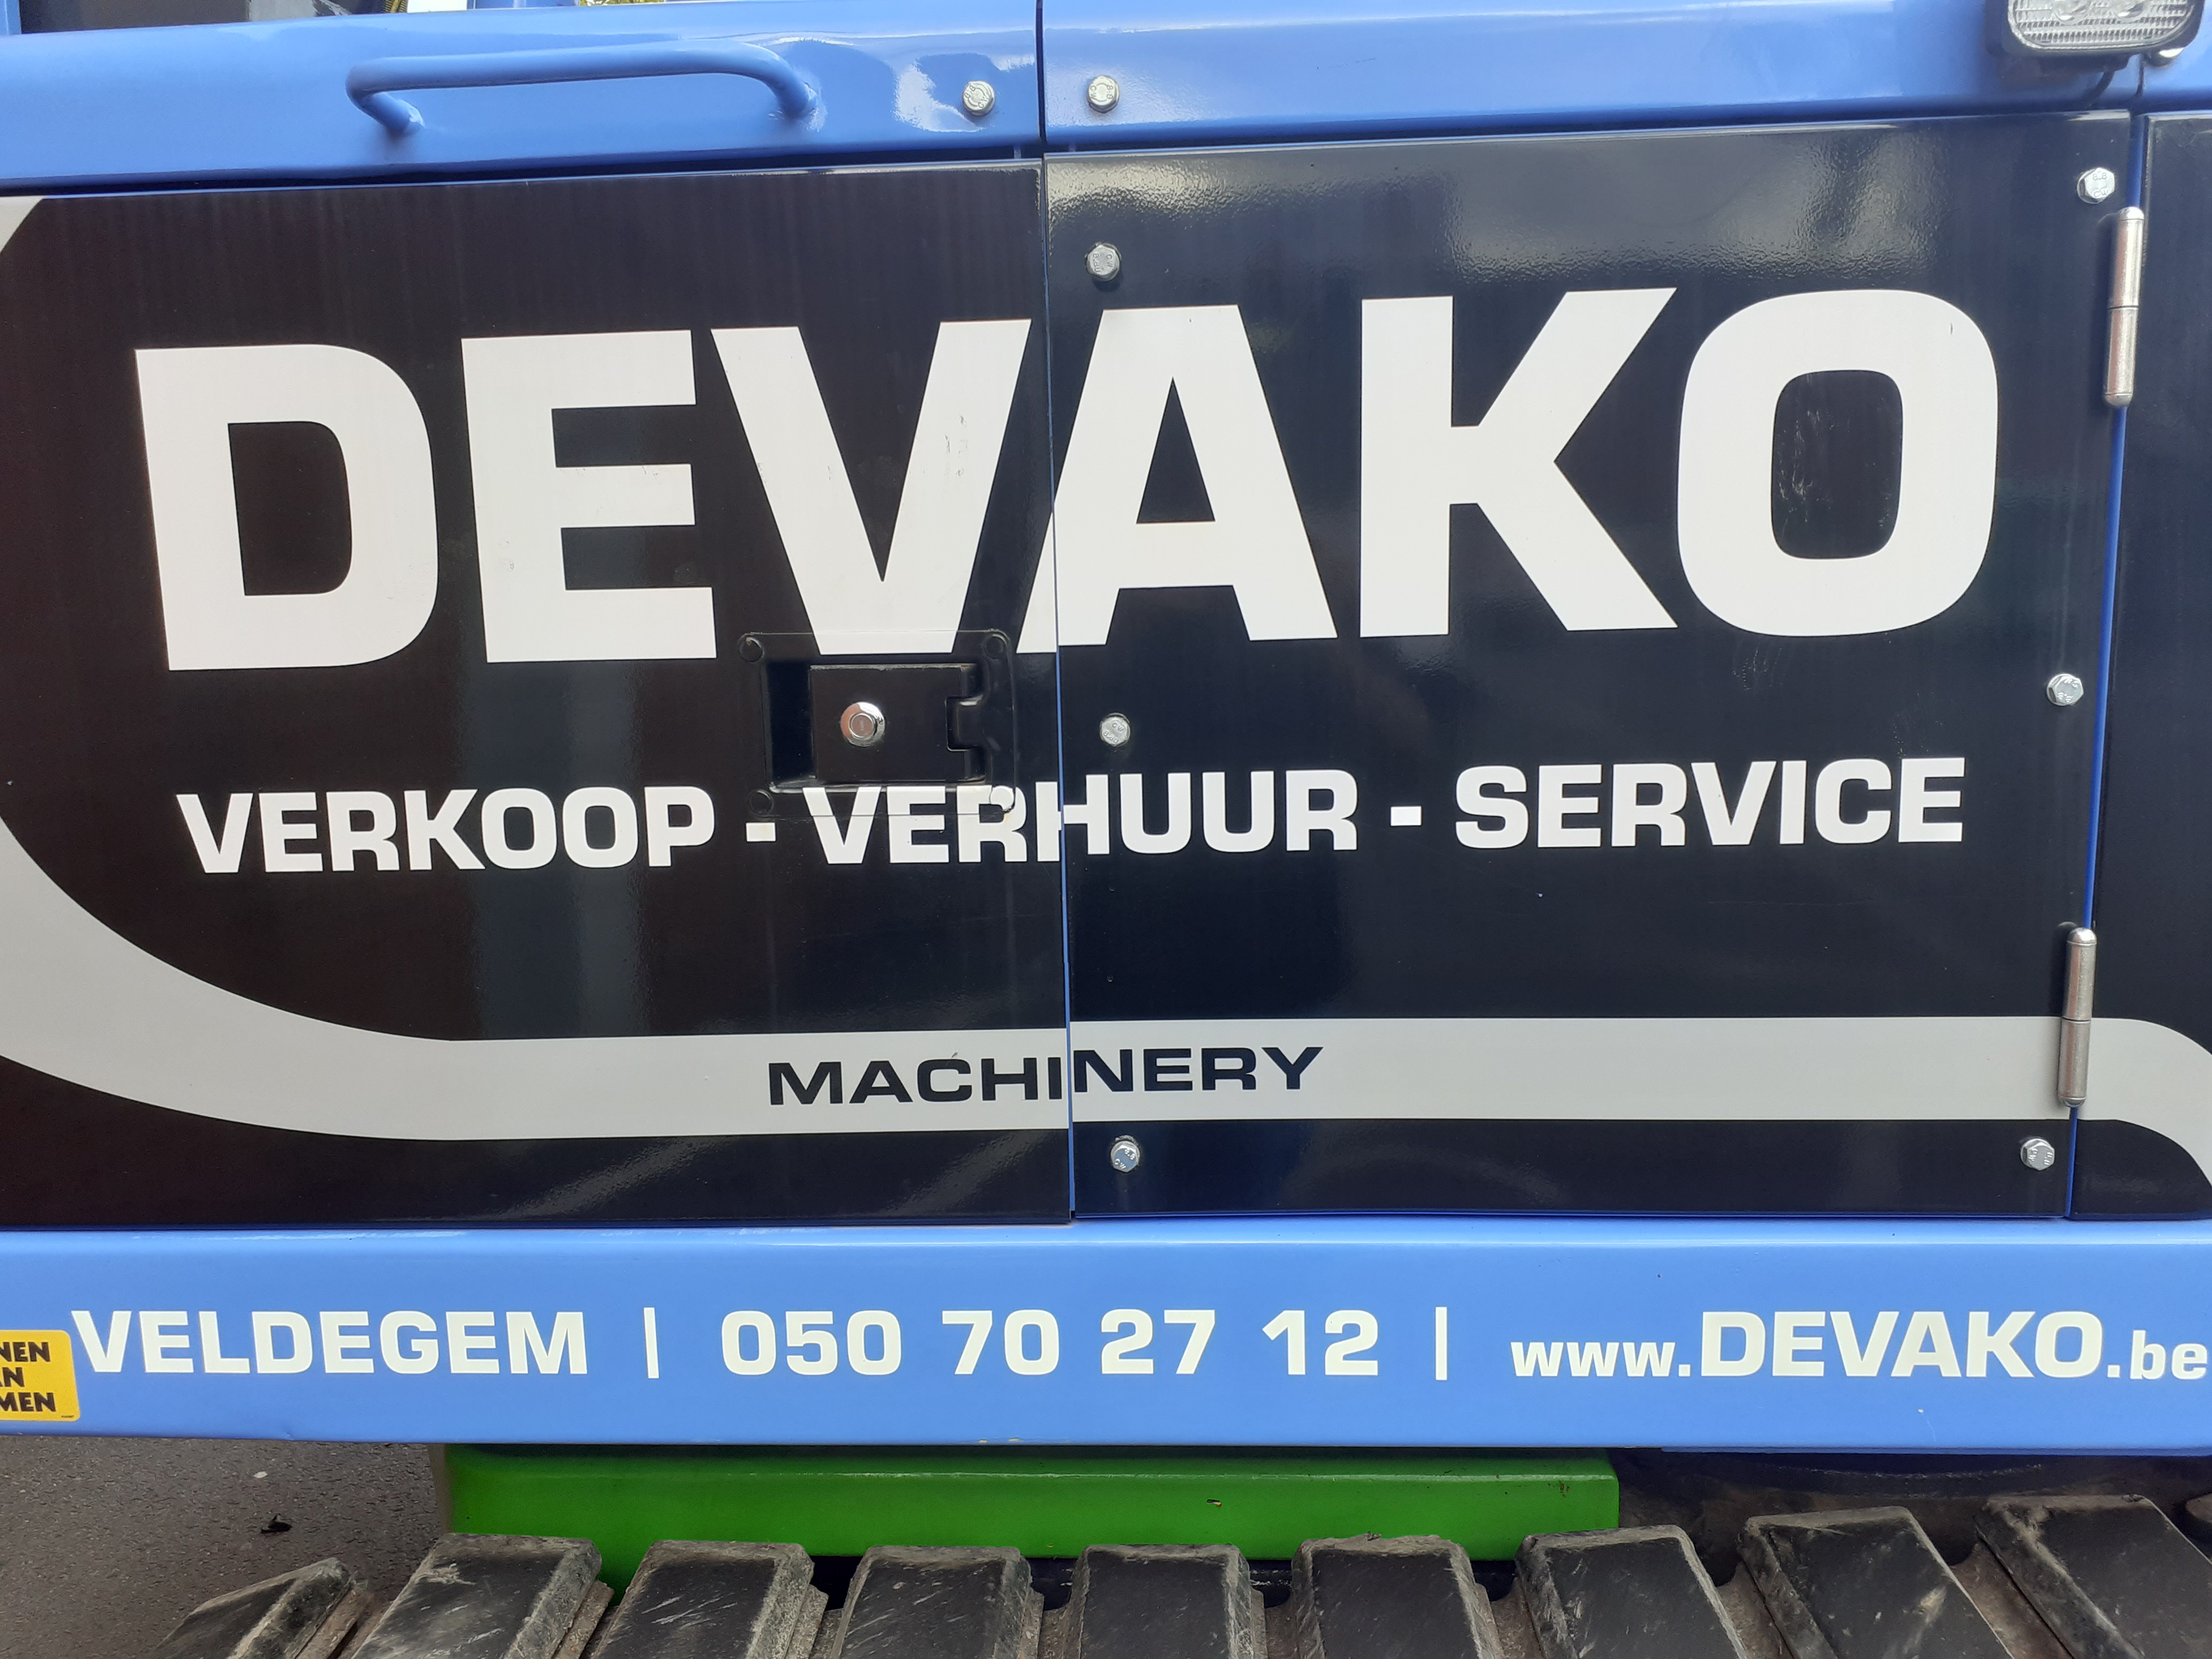 DEVAKO
VERKOOP - VERHUUR - SERVICE
MACHINERY
VELDEGEM | 050 70 27 12 | www.DEVAKO.be